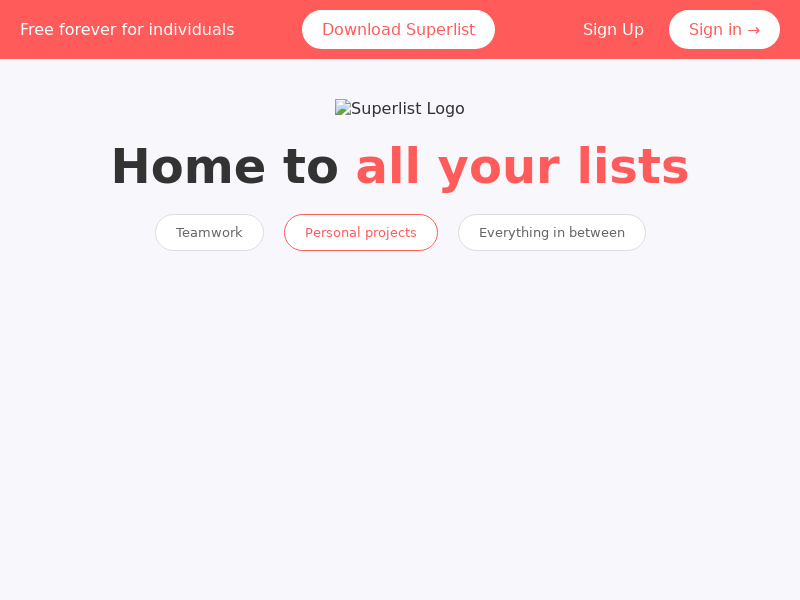 Free forever for individuals
Download Superlist
Sign Up
Sign in →
Superlist Logo
Home to all your lists
Teamwork
Personal projects
Everything in between